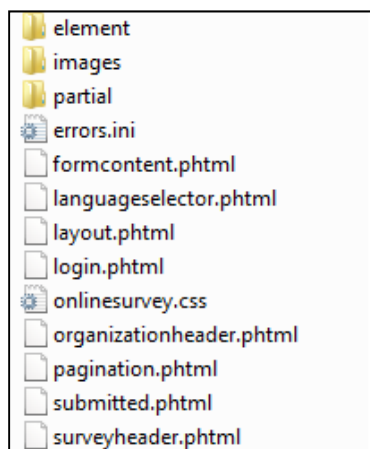 element
images
partial
errors.ini
formcontent.phtml
languageselector.phtml
layout.phtml
login.phtml
onlinesurvey.css
organizationheader.phtml
pagination.phtml
submitted.phtml
surveyheader.phtml